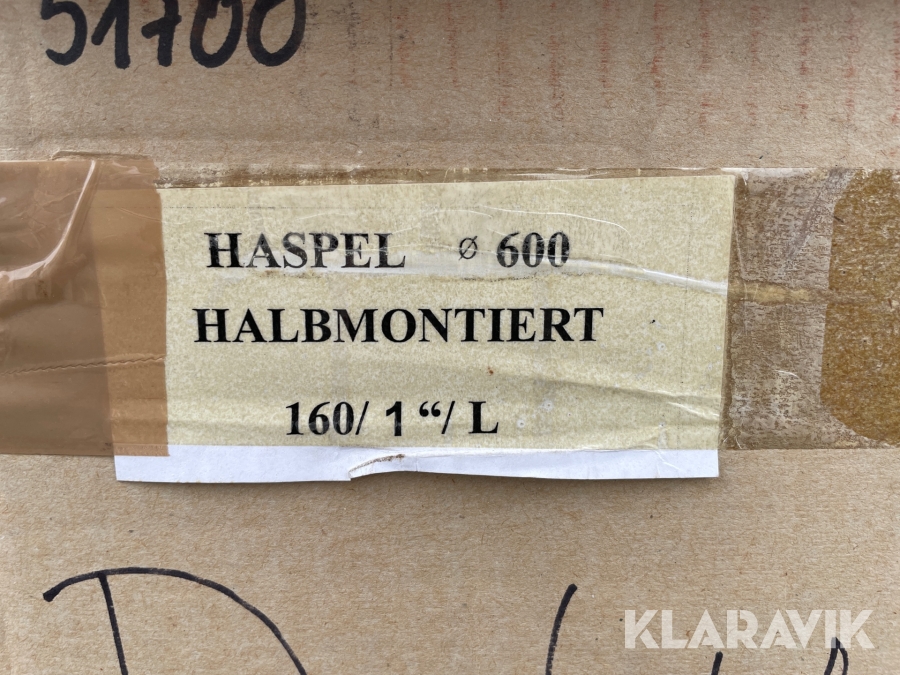 51700
HASPEL ⌀ 600
HALBMONTIERT
160/ 1 “/ L
KLARAVIK